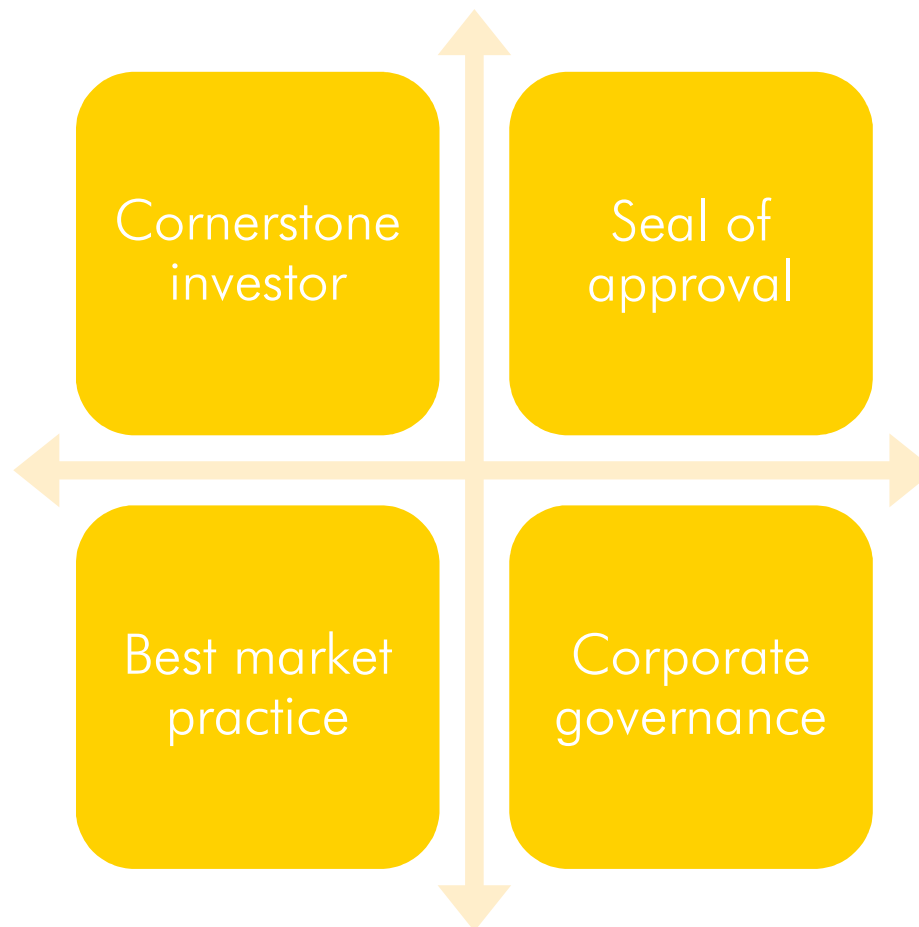 Cornerstone
investor
Seal of
approval
Best market
practice
Corporate
governance